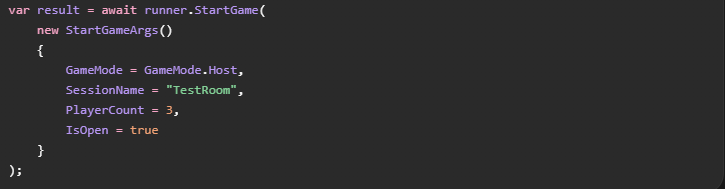 var result = await runner.StartGame(
    new StartGameArgs()
    {
        GameMode = GameMode.Host,
        SessionName = "TestRoom",
        PlayerCount = 3,
        IsOpen = true
    }
);